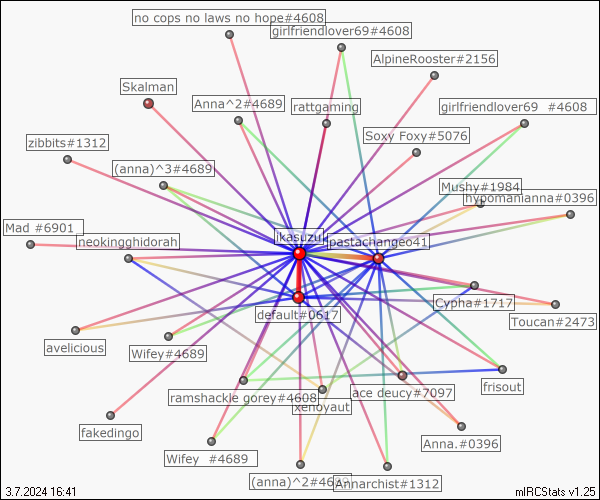 no cops no laws no hope#4608
girlfriendlover69#4608
AlpineRooster#2156
Skalman
Anna^2#4689
rattgaming
girlfriendlover69 #4608
Soxy Foxy#5076
zibbits#1312
(anna)^3#4689
Mushy#1984
hypomanianna#0396
Mad #6901
neokingghidorah
ikasuzu
pastachangeo41
Cypha#1717
default#0617
Toucan#2473
avelicious
Wifey#4689
frisout
ramshackle gorey#4608
ace deucy#7097
xenoyaut
fakedingo
Anna.#0396
Wifey #4689
(anna)^2#4689
Annarchist#1312
3.7.2024 16:41
mIRCStats v1.25